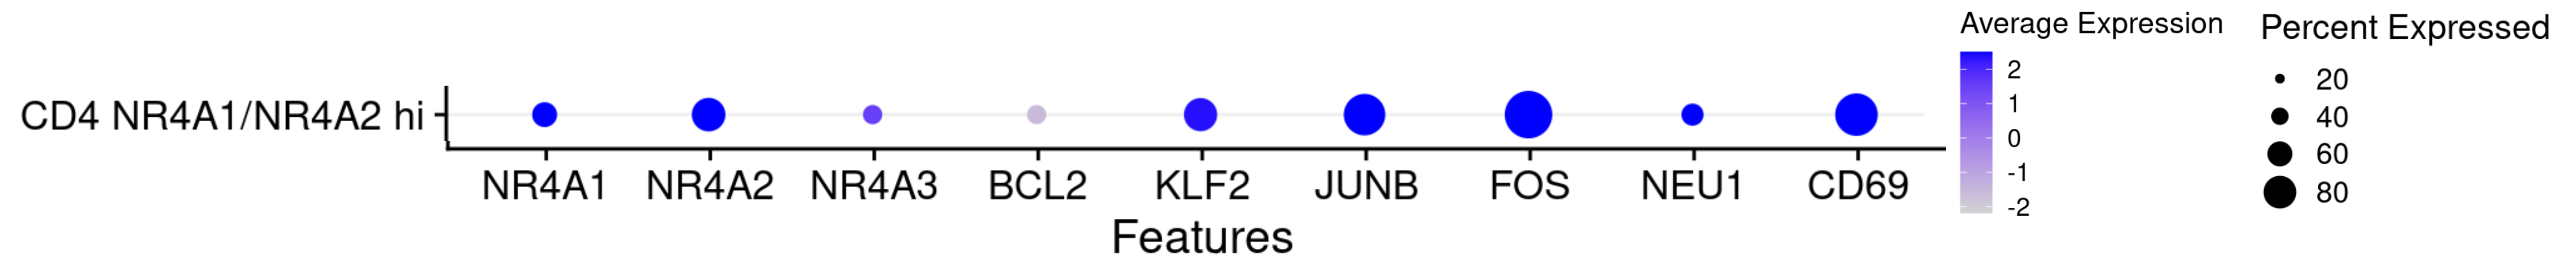 CD4 NR4A1/NR4A2 hi
NR4A1 NR4A2 NR4A3 BCL2 KLF2 JUNB FOS NEU1 CD69
Features
Average Expression
2
1
0
-1
-2
Percent Expressed
20
40
60
80